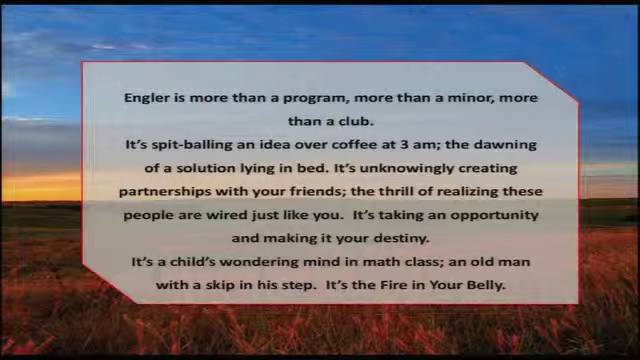 Engler is more than a program, more than a minor, more
than a club.
It's spit-balling an idea over coffee at 3 am; the dawning
of a solution lying in bed. It's unknowingly creating
partnerships with your friends; the thrill of realizing these
people are wired just like you. It's taking an opportunity
and making it your destiny.
It's a child's wondering mind in math class; an old man
with a skip in his step. It's the Fire in Your Belly.